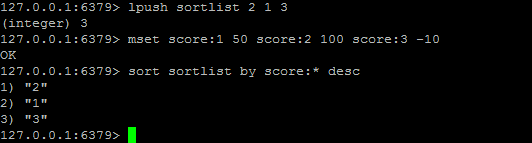 127.0.0.1:6379> lpush sortlist 2 1 3
(integer) 3
127.0.0.1:6379> mset score:1 50 score:2 100 score:3 -10
OK
127.0.0.1:6379> sort sortlist by score:* desc
1) "2"
2) "1"
3) "3"
127.0.0.1:6379>